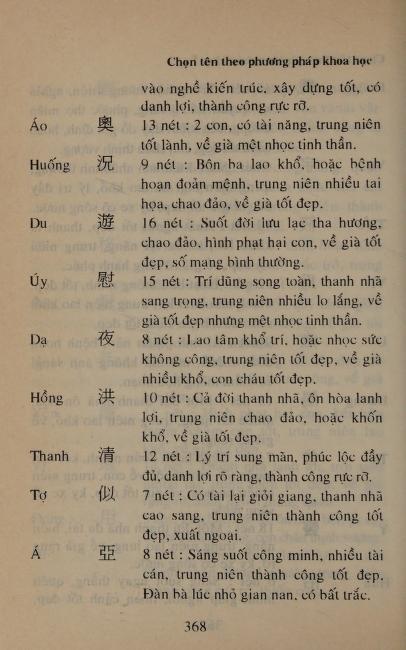 Chọn tên theo phương pháp khoa học
vào nghề kiến trúc, xây dựng tốt, có
danh lợi, thành công rực rỡ.
Áo 奧 13 nét : 2 con, có tài năng, trung niên
tốt lành, về già mệt nhọc tinh thần.
Huống 況 9 nét : Bôn ba lao khổ, hoặc bệnh
hoạn đoản mệnh, trung niên nhiều tai
họa, chao đảo, về già tốt đẹp.
Du 遊 16 nét : Suốt đời lưu lạc tha hương,
chao đảo, hình phạt hại con, về già tốt
đẹp, số mạng bình thường.
Úy 慰 15 nét : Trí dũng song toàn, thanh nhã
sang trọng, trung niên nhiều lo lắng, về
già tốt đẹp nhưng mệt nhọc tinh thần.
Dạ 夜 8 nét : Lao tâm khổ trí, hoặc nhọc sức
không công, trung niên tốt đẹp, về già
nhiều khổ, con cháu tốt đẹp.
Hồng 洪 10 nét : Cả đời thanh nhã, ôn hòa lanh
lợi, trung niên chao đảo, hoặc khốn
khổ, về già tốt đẹp.
Thanh 清 12 nét : Lý trí sung mãn, phúc lộc đầy
đủ, danh lợi rõ ràng, thành công rực rỡ.
Tợ 似 7 nét : Có tài lại giỏi giang, thanh nhã
cao sang, trung niên thành công tốt
đẹp, xuất ngoại.
Á 亞 8 nét : Sáng suốt công minh, nhiều tài
cán, trung niên thành công tốt đẹp.
Đàn bà lúc nhỏ gian nan, có bất trắc.
368